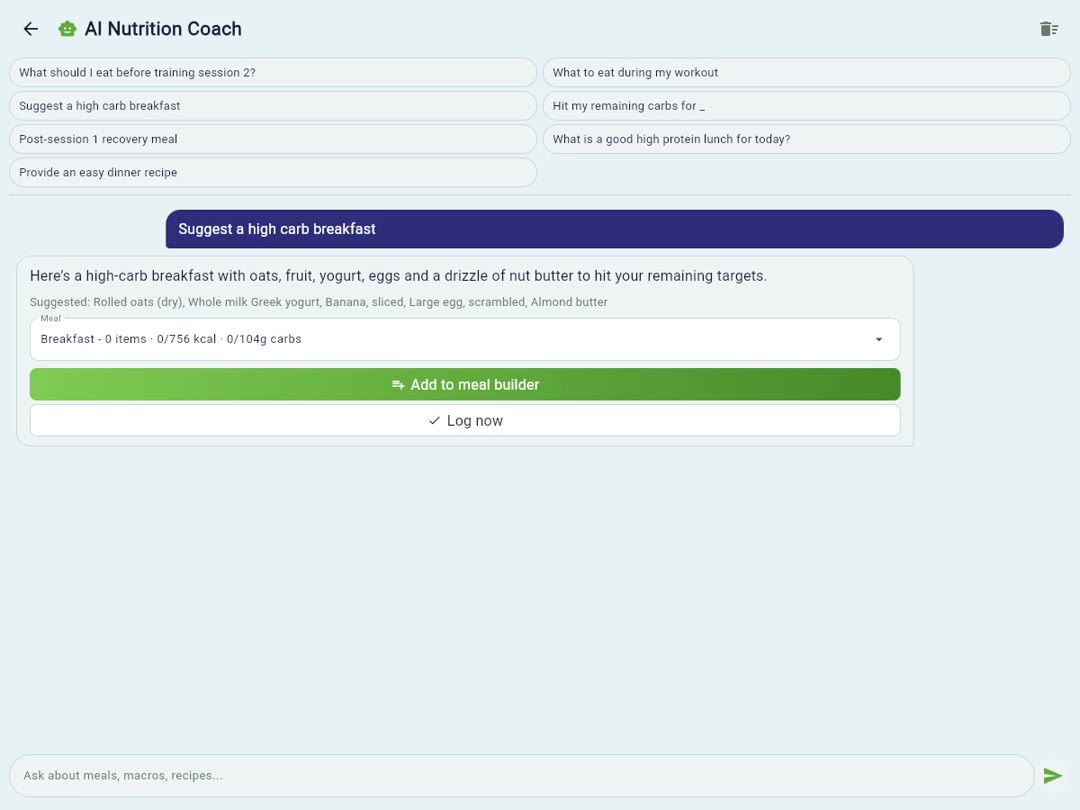 AI Nutrition Coach
What should I eat before training session 2?
What to eat during my workout
Suggest a high carb breakfast
Hit my remaining carbs for _
Post-session 1 recovery meal
What is a good high protein lunch for today?
Provide an easy dinner recipe
Suggest a high carb breakfast
Here's a high-carb breakfast with oats, fruit, yogurt, eggs and a drizzle of nut butter to hit your remaining targets.
Suggested: Rolled oats (dry), Whole milk Greek yogurt, Banana, sliced, Large egg, scrambled, Almond butter
Meal
Breakfast - 0 items · 0/756 kcal · 0/104g carbs
Add to meal builder
Log now
Ask about meals, macros, recipes...